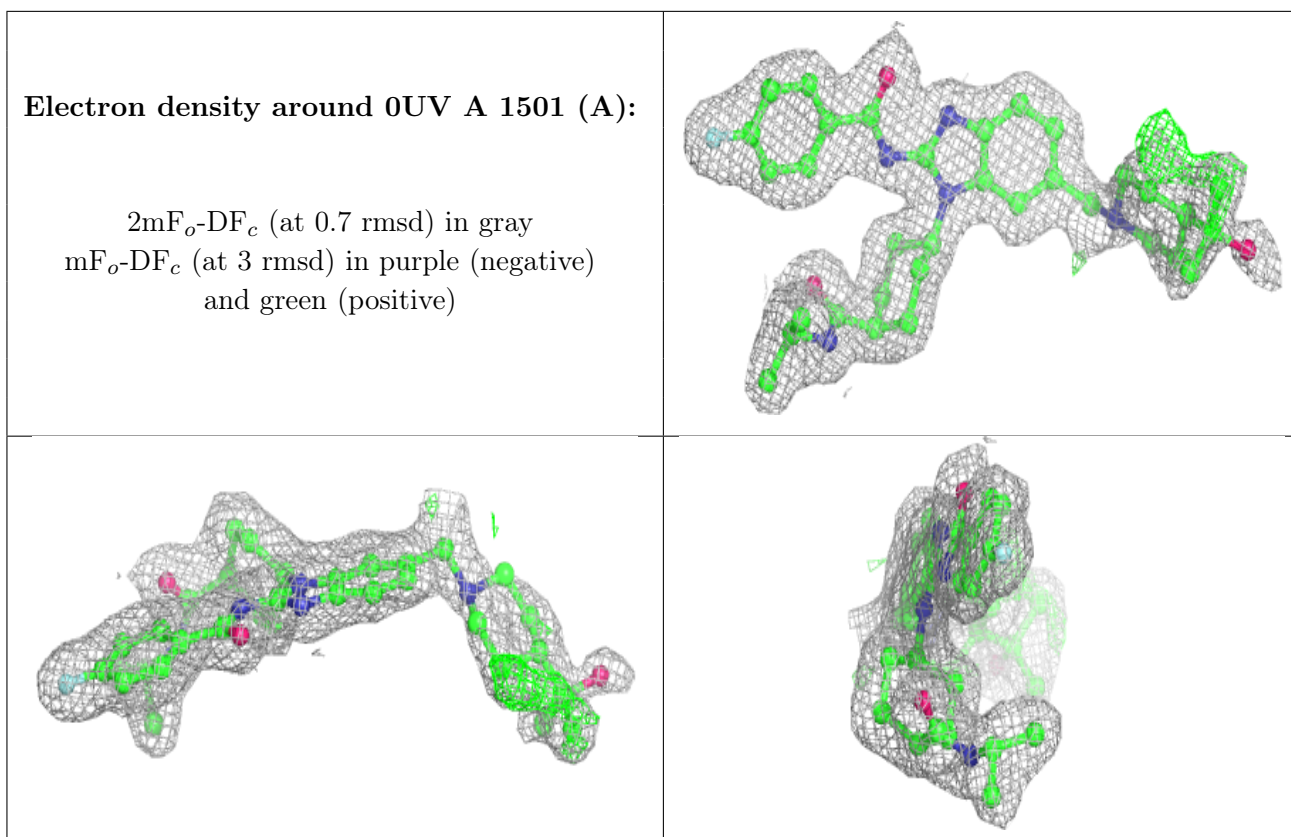 Electron density around 0UV A 1501 (A):
2mFo-DFc (at 0.7 rmsd) in gray
mFo-DFc (at 3 rmsd) in purple (negative)
and green (positive)